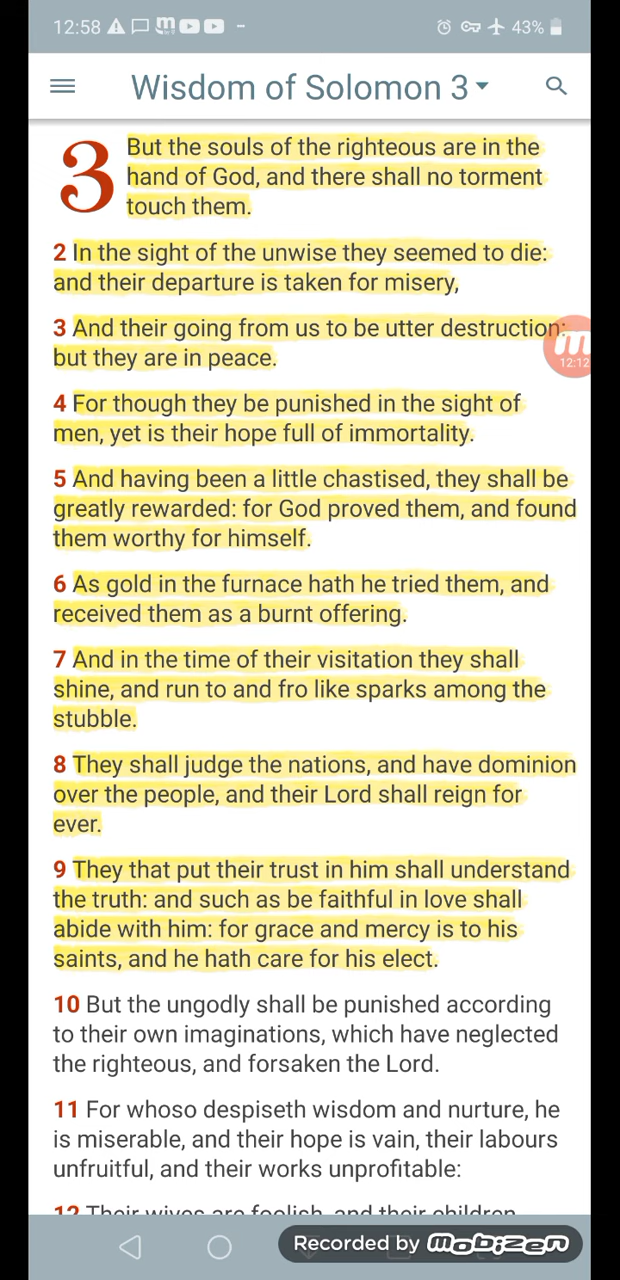 12:58 43%
Wisdom of Solomon 3
3 But the souls of the righteous are in the
hand of God, and there shall no torment
touch them.
2 In the sight of the unwise they seemed to die:
and their departure is taken for misery,
3 And their going from us to be utter destruction:
but they are in peace.
12:12
4 For though they be punished in the sight of
men, yet is their hope full of immortality.
5 And having been a little chastised, they shall be
greatly rewarded: for God proved them, and found
them worthy for himself.
6 As gold in the furnace hath he tried them, and
received them as a burnt offering.
7 And in the time of their visitation they shall
shine, and run to and fro like sparks among the
stubble.
8 They shall judge the nations, and have dominion
over the people, and their Lord shall reign for
ever.
9 They that put their trust in him shall understand
the truth: and such as be faithful in love shall
abide with him: for grace and mercy is to his
saints, and he hath care for his elect.
10 But the ungodly shall be punished according
to their own imaginations, which have neglected
the righteous, and forsaken the Lord.
11 For whoso despiseth wisdom and nurture, he
is miserable, and their hope is vain, their labours
unfruitful, and their works unprofitable:
12 Their wives are foolish, and their children
Recorded by mobizen